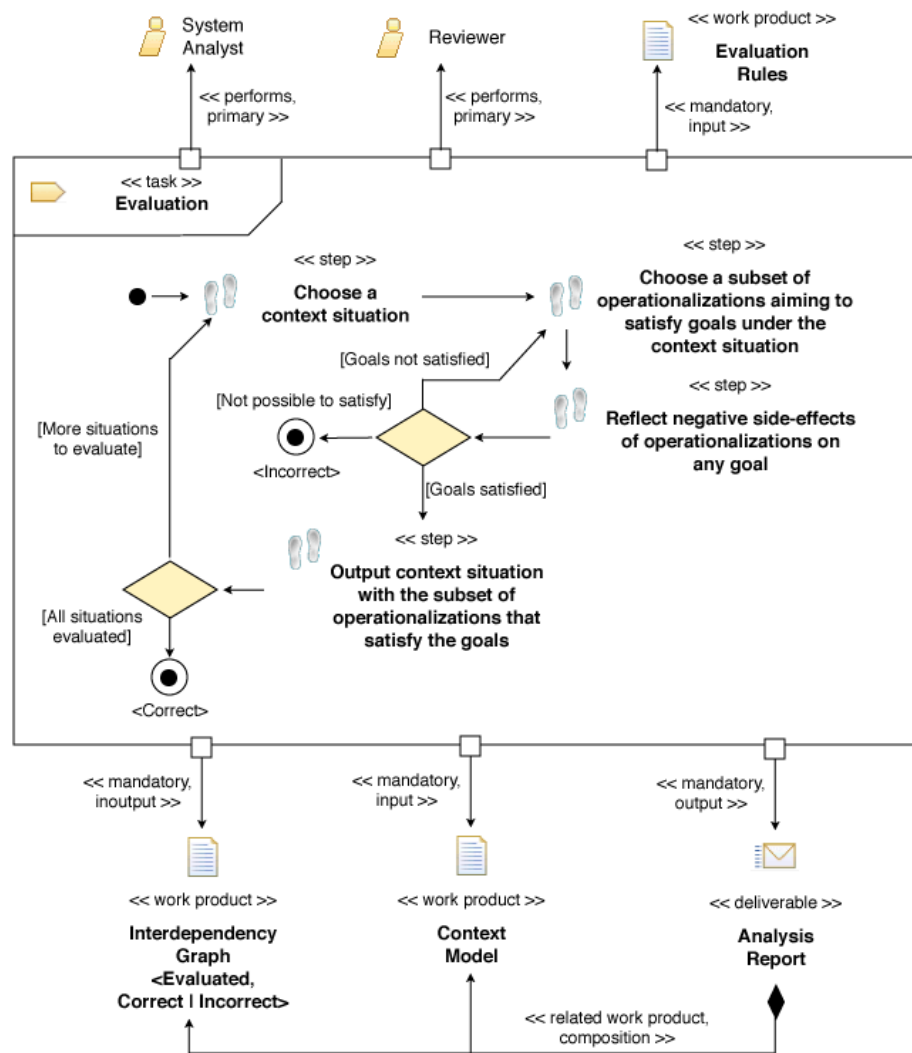 System
Analyst
Reviewer
<< work product >>
Evaluation
Rules
<< performs,
primary >>
<< performs,
primary >>
<< mandatory,
input >>
<< task >>
Evaluation
<< step >>
Choose a
context situation
<< step >>
Choose a subset of
operationalizations aiming to
satisfy goals under the
context situation
[Goals not satisfied]
<< step >>
Reflect negative side-effects
of operationalizations on
any goal
[Not possible to satisfy]
<Incorrect>
[More situations
to evaluate]
[Goals satisfied]
<< step >>
Output context situation
with the subset of
operationalizations that
satisfy the goals
[All situations
evaluated]
<Correct>
<< mandatory,
inoutput >>
<< mandatory,
input >>
<< mandatory,
output >>
<< work product >>
Interdependency
Graph
<Evaluated,
Correct | Incorrect>
<< work product >>
Context
Model
<< deliverable >>
Analysis
Report
<< related work product,
composition >>